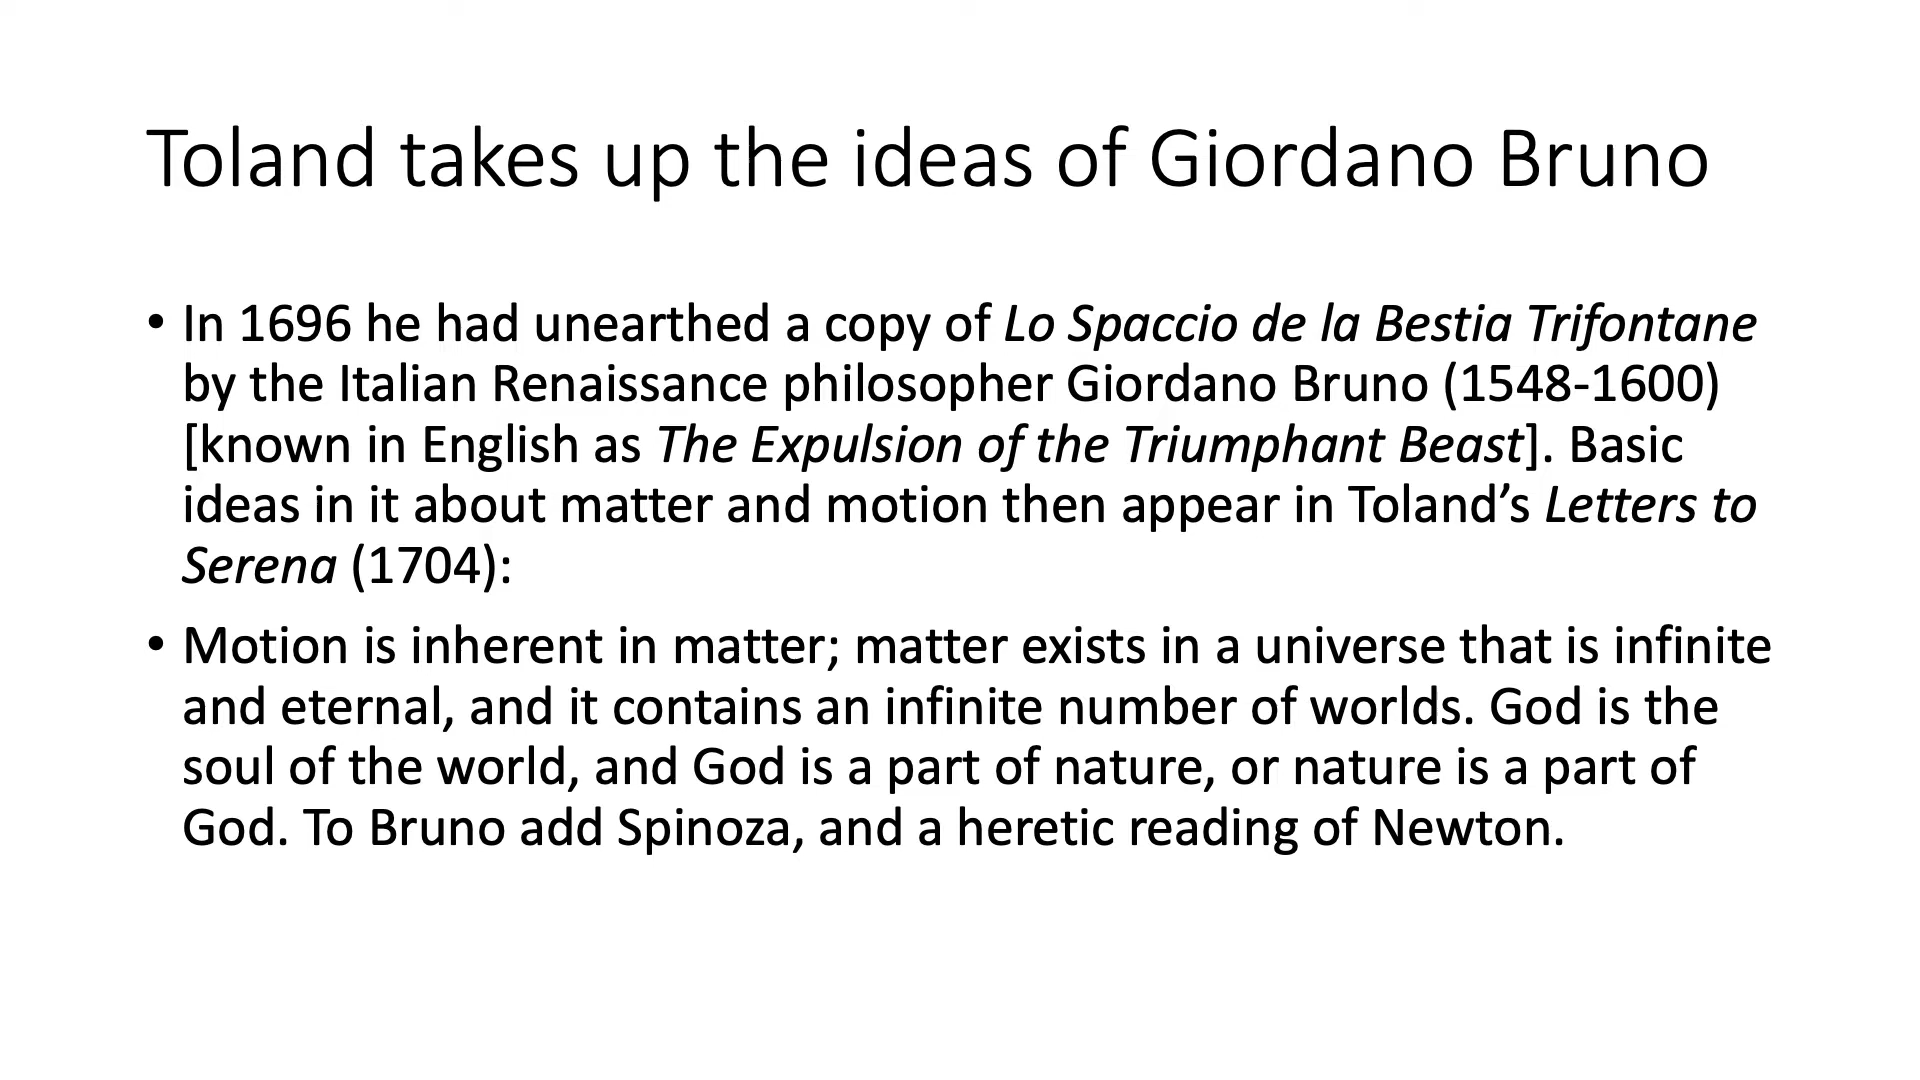 Toland takes up the ideas of Giordano Bruno
• In 1696 he had unearthed a copy of Lo Spaccio de la Bestia Trifontane
by the Italian Renaissance philosopher Giordano Bruno (1548-1600)
[known in English as The Expulsion of the Triumphant Beast]. Basic
ideas in it about matter and motion then appear in Toland’s Letters to
Serena (1704):
• Motion is inherent in matter; matter exists in a universe that is infinite
and eternal, and it contains an infinite number of worlds. God is the
soul of the world, and God is a part of nature, or nature is a part of
God. To Bruno add Spinoza, and a heretic reading of Newton.